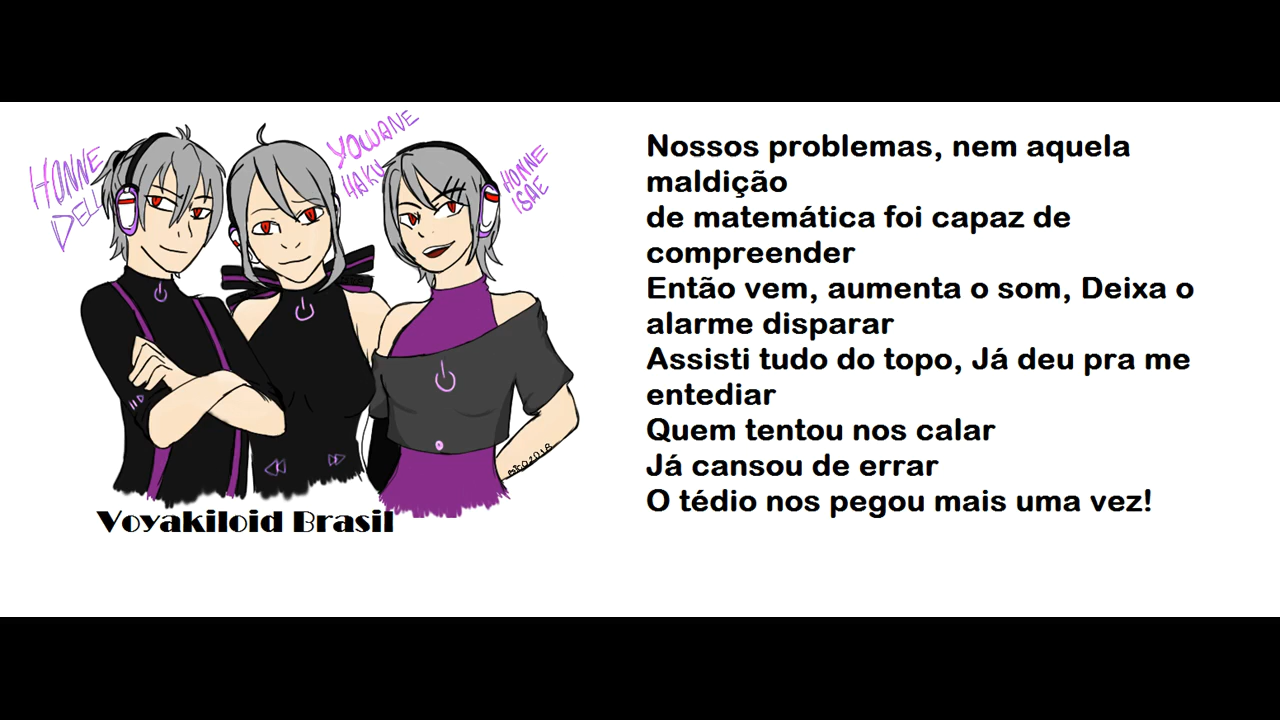 HONNE
DELL
YOWANE
HAKU
HONNE
ISAE
Nossos problemas, nem aquela
maldição
de matemática foi capaz de
compreender
Então vem, aumenta o som, Deixa o
alarme disparar
Assisti tudo do topo, Já deu pra me
entediar
Quem tentou nos calar
Já cansou de errar
O tédio nos pegou mais uma vez!
Voyakiloid Brasil